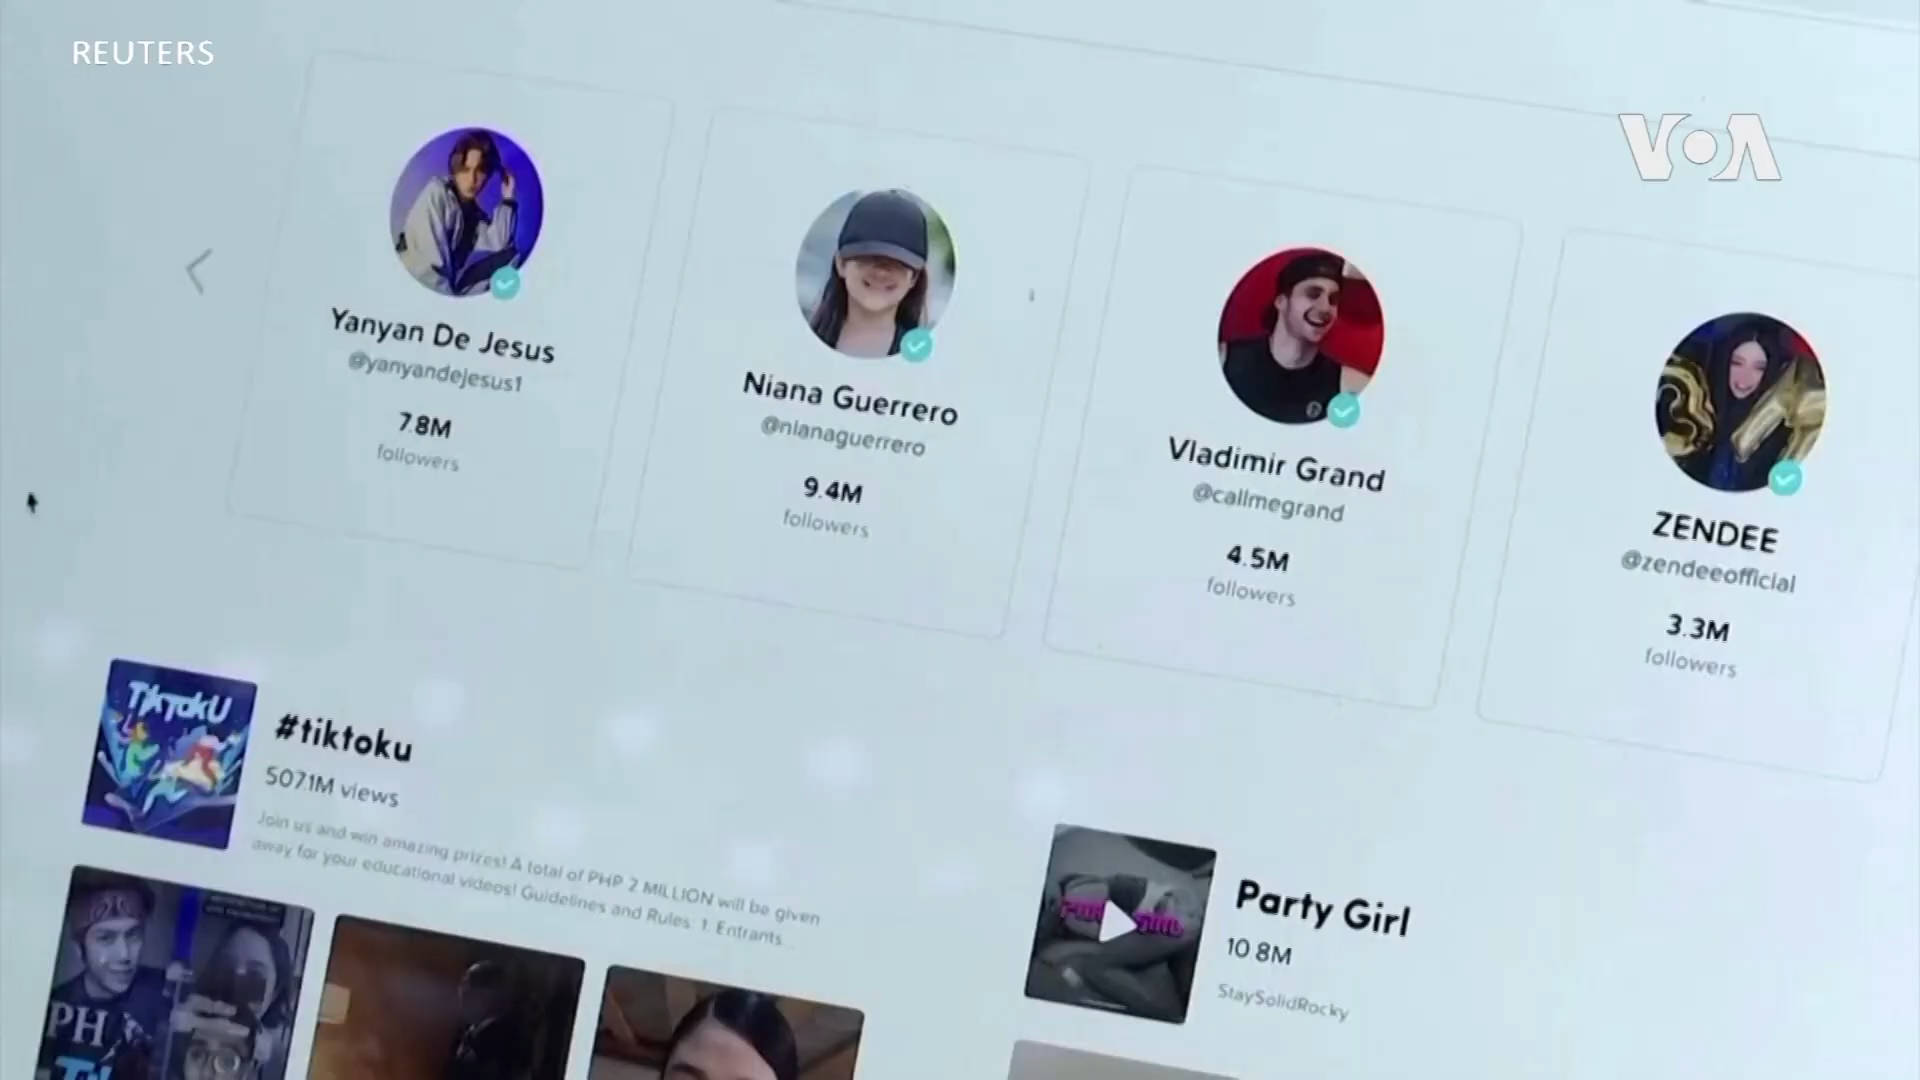 REUTERS
VOA
Yanyan De Jesus
@yanyandejesus1
7.8M
followers
Niana Guerrero
@nianaguerrero
9.4M
followers
Vladimir Grand
@callmegrand
4.5M
followers
ZENDEE
@zendeeofficial
3.3M
followers
TikTokU
#tiktoku
507.1M views
Join us and win amazing prizes! A total of PHP 2 MILLION will be given
away for your educational videos! Guidelines and Rules: 1. Entrants...
Party Girl
10.8M
StaySolidRocky
PH